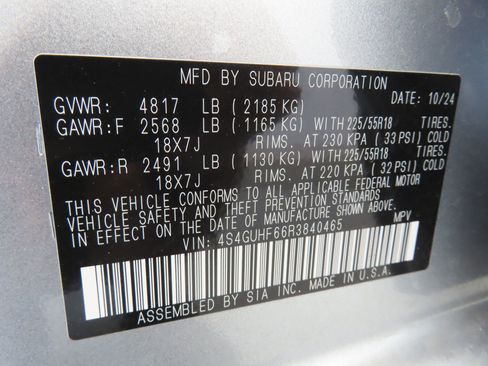 MFD BY SUBARU CORPORATION
GVWR: 4817 LB (2185 KG) DATE: 10/24
GAWR:F 2568 LB (1165 KG) WITH 225/55R18 TIRES.
18X7J RIMS. AT 230 KPA (33 PSI) COLD
GAWR:R 2491 LB (1130 KG) WITH 225/55R18 TIRES.
18X7J RIMS. AT 220 KPA (32 PSI) COLD
THIS VEHICLE CONFORMS TO ALL APPLICABLE FEDERAL MOTOR
VEHICLE SAFETY, BUMPER, AND THEFT PREVENTION STANDARDS
IN EFFECT ON THE DATE OF MANUFACTURE SHOWN ABOVE.
VIN: 4S4GUHF66R3840465 MPV
ASSEMBLED BY SIA INC. MADE IN U.S.A.